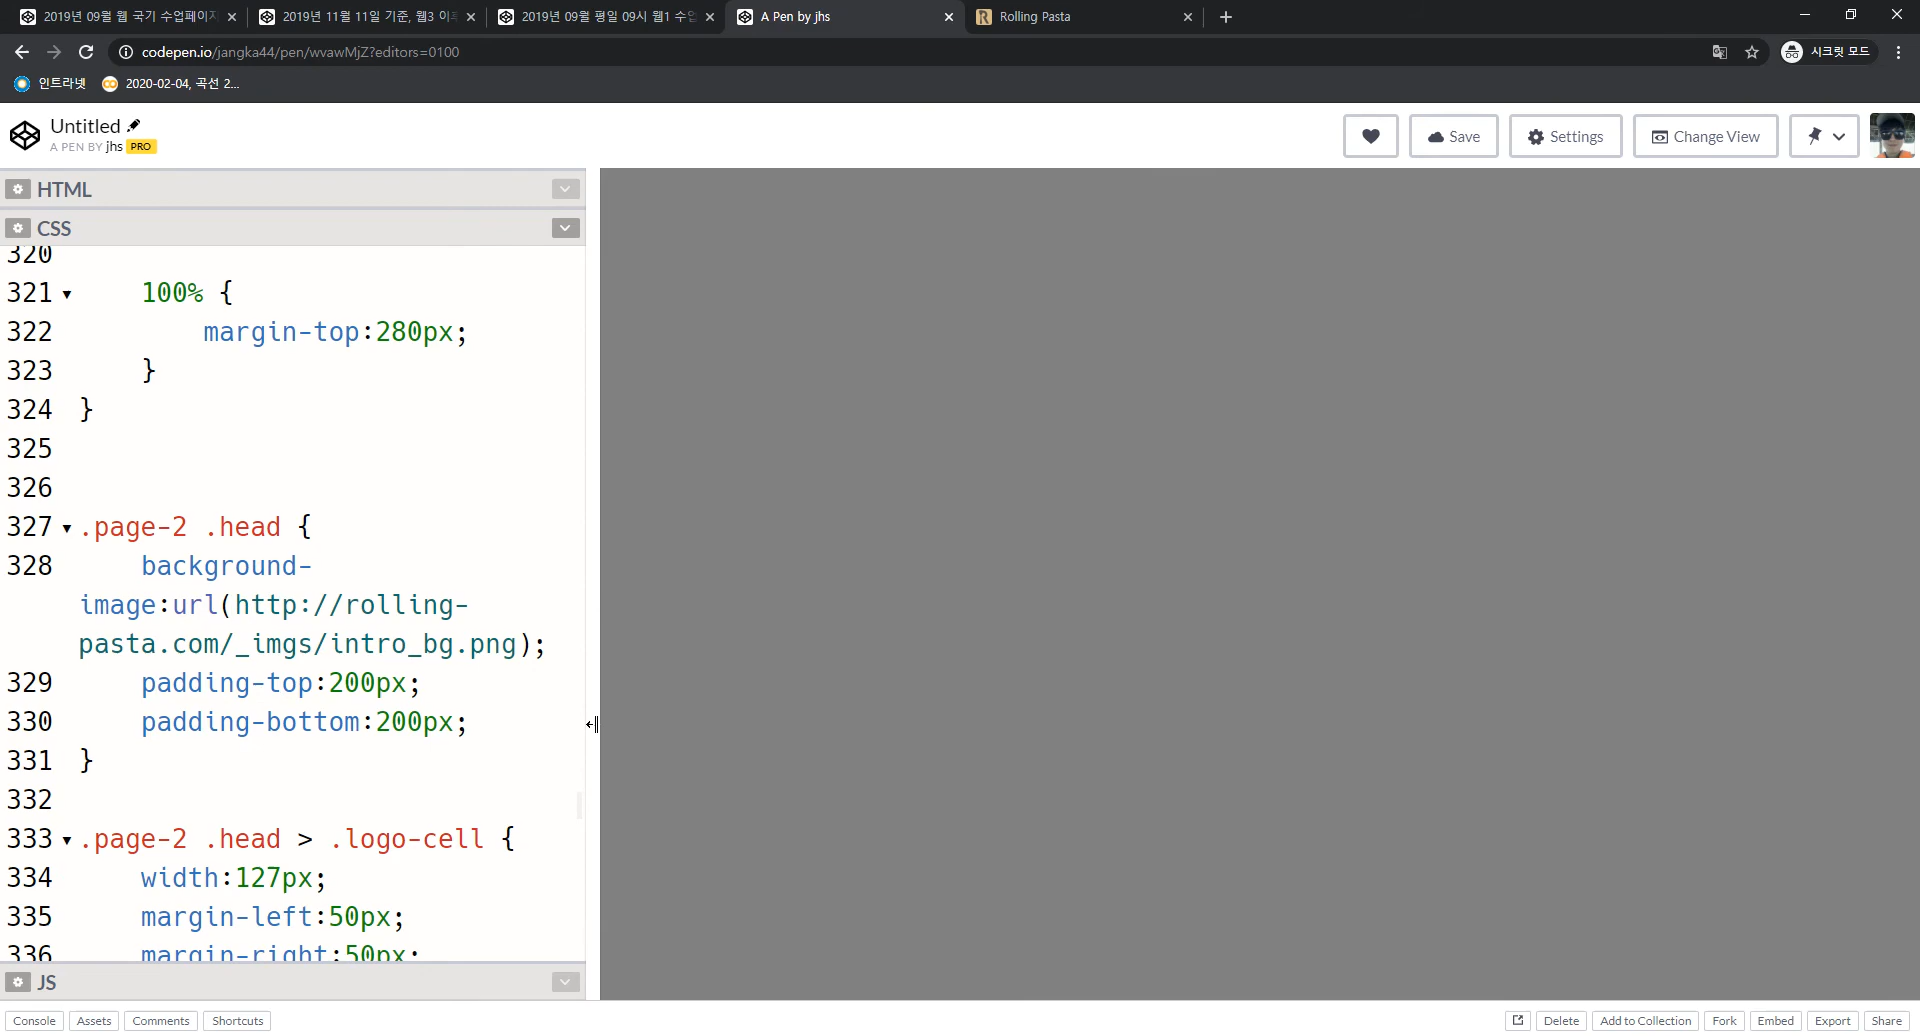 2019년 09월 웹 국기 수업페이지
2019년 11월 11일 기준, 웹3 이후
2019년 09월 평일 09시 웹1 수업
A Pen by jhs
Rolling Pasta
codepen.io/jangka44/pen/wvawMjZ?editors=0100
시크릿 모드
인트라넷
2020-02-04, 곡선 2...
Untitled
A PEN BY jhs PRO
Save
Settings
Change View
HTML
CSS
320
321 100% {
322 margin-top:280px;
323 }
324 }
325
326
327 .page-2 .head {
328 background-
image:url(http://rolling-
pasta.com/_imgs/intro_bg.png);
329 padding-top:200px;
330 padding-bottom:200px;
331 }
332
333 .page-2 .head > .logo-cell {
334 width:127px;
335 margin-left:50px;
336 margin-right:50px;
JS
Console
Assets
Comments
Shortcuts
Delete
Add to Collection
Fork
Embed
Export
Share